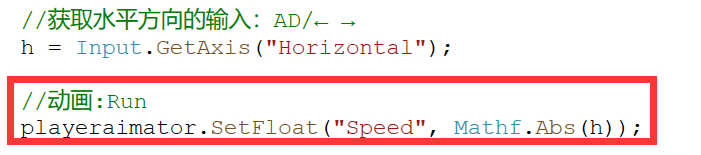 //获取水平方向的输入：AD/← →
h = Input.GetAxis("Horizontal");
//动画:Run
playeraimator.SetFloat("Speed", Mathf.Abs(h));